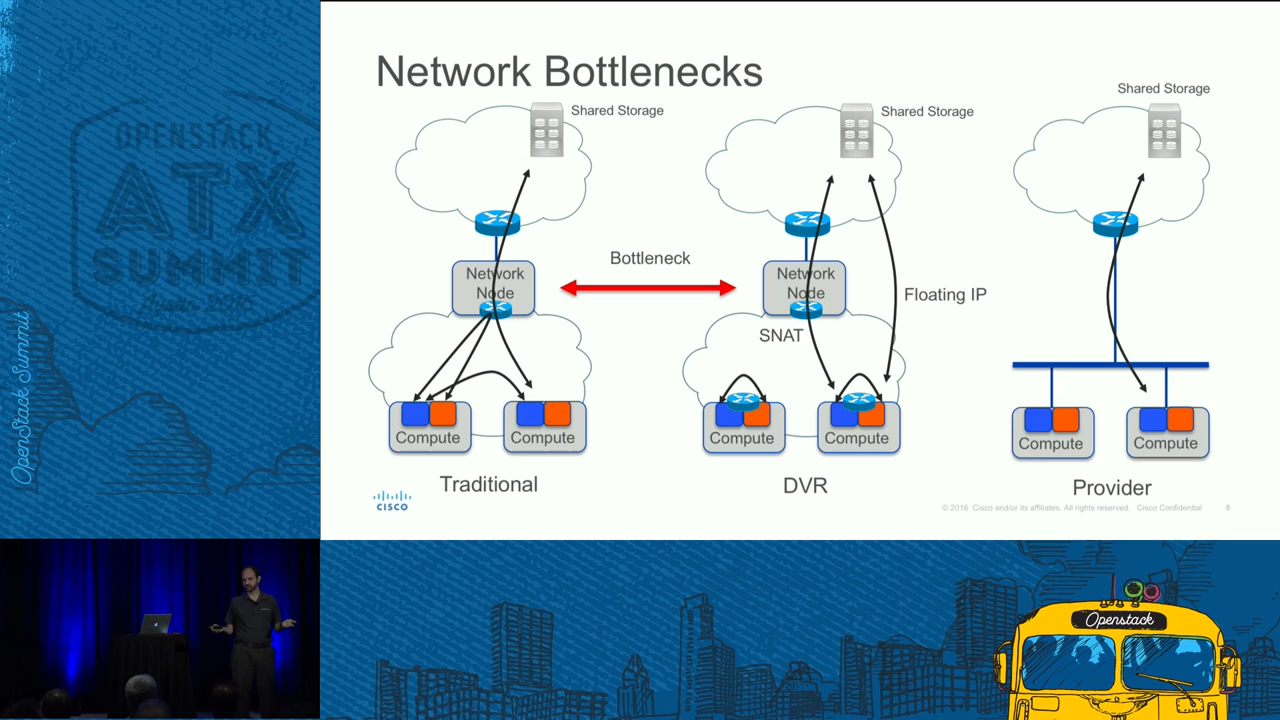 OPENSTACK
ATX
SUMMIT
Austin
OpenStack Summit
Network Bottlenecks
Shared Storage
Shared Storage
Shared Storage
Bottleneck
Network
Node
Network
Node
SNAT
Floating IP
Compute
Compute
Compute
Compute
Compute
Compute
Traditional
DVR
Provider
CISCO
© 2016 Cisco and/or its affiliates. All rights reserved. Cisco Confidential
8
Openstack